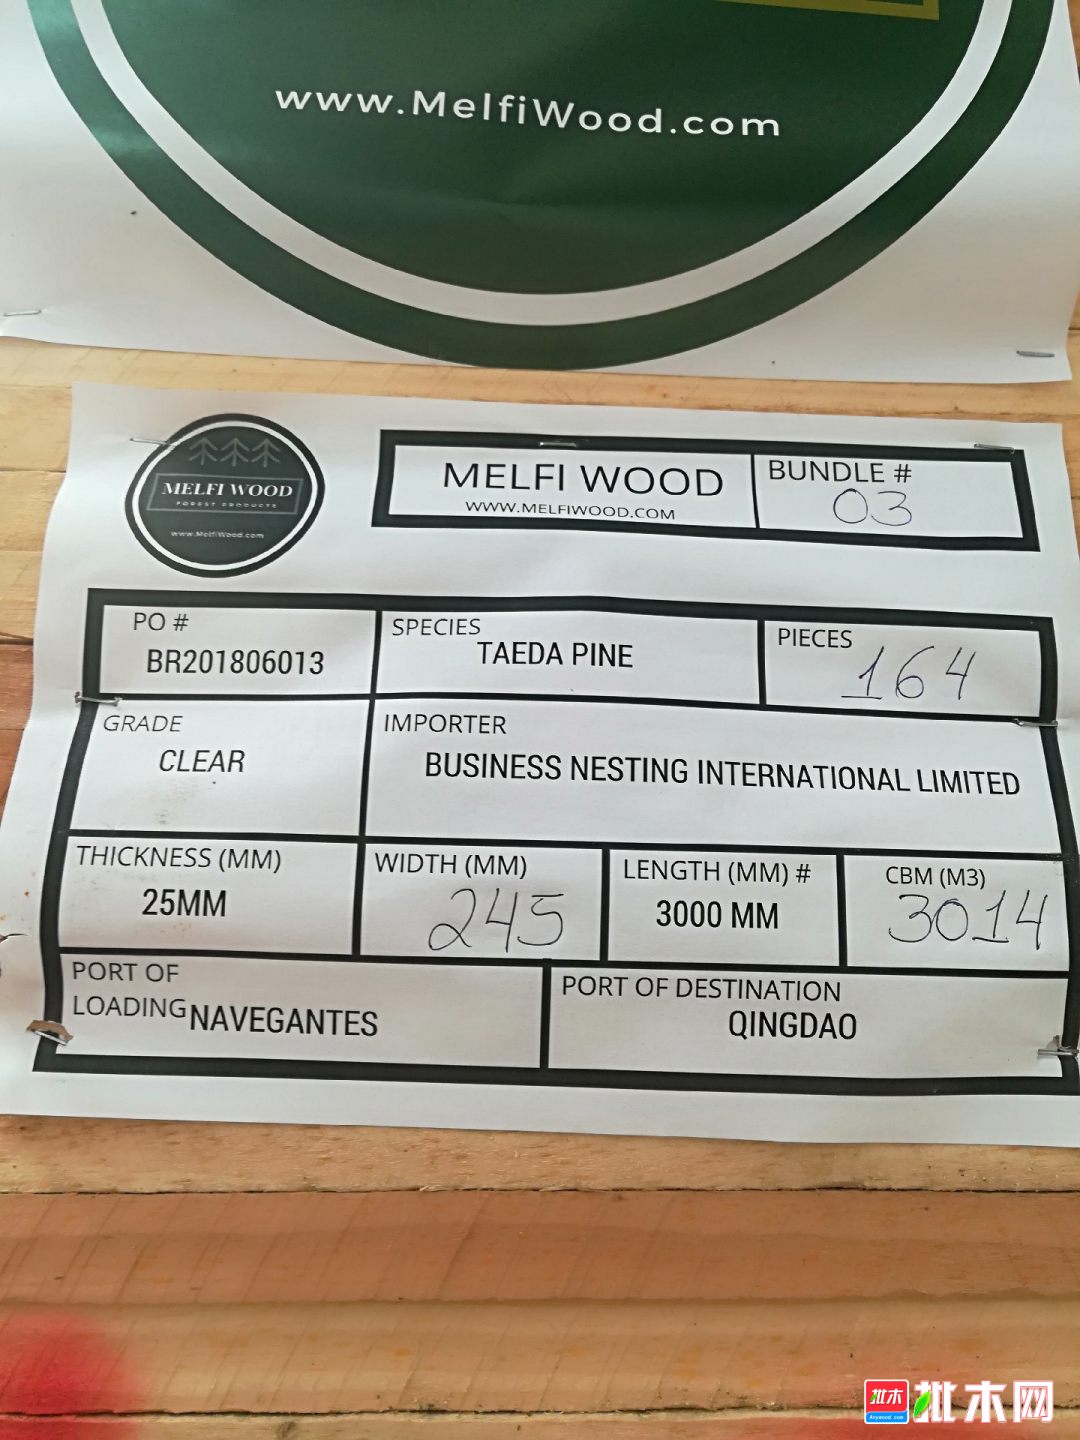 www.MelfiWood.com
MELFI WOOD
FOREST PRODUCTS
www.MelfiWood.com
MELFI WOOD
WWW.MELFIWOOD.COM
BUNDLE #
03
PO #
BR201806013
SPECIES
TAEDA PINE
PIECES
164
GRADE
CLEAR
IMPORTER
BUSINESS NESTING INTERNATIONAL LIMITED
THICKNESS (MM)
25MM
WIDTH (MM)
245
LENGTH (MM) #
3000 MM
CBM (M3)
3014
PORT OF
LOADING NAVEGANTES
PORT OF DESTINATION
QINGDAO
批木
Anywood.com
批木网